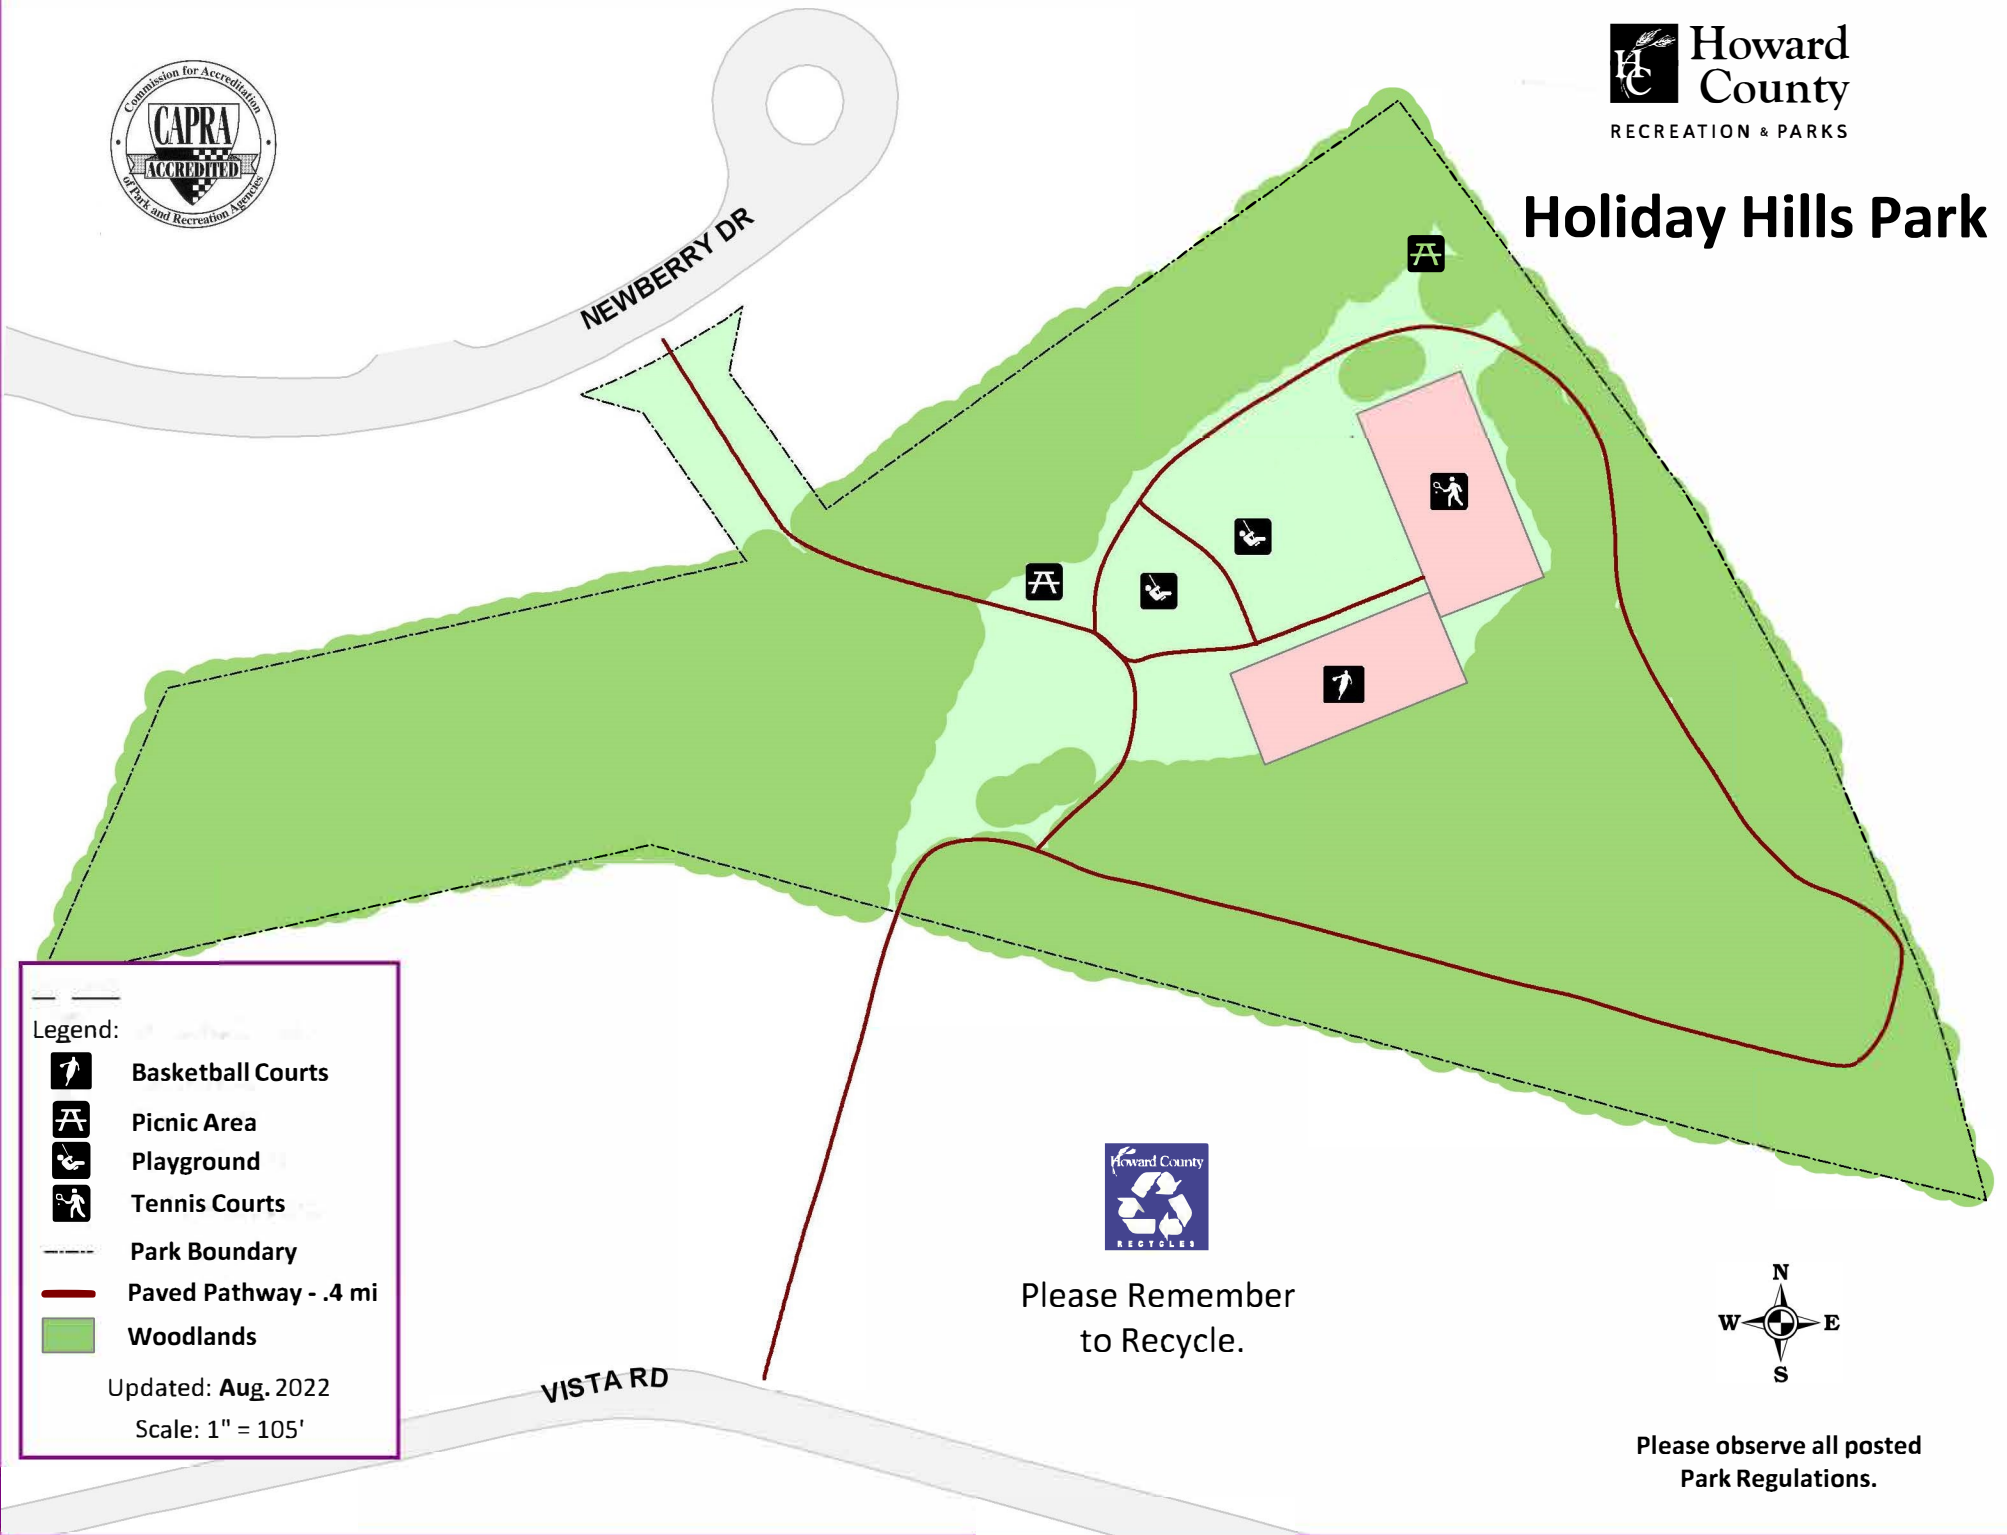 Commission for Accreditation
CAPRA
ACCREDITED
of Park and Recreation Agencies
Howard
County
RECREATION & PARKS
HC
Holiday Hills Park
NEWBERRY DR
Legend:
Basketball Courts
Picnic Area
Playground
Tennis Courts
Park Boundary
Paved Pathway - .4 mi
Woodlands
Updated: Aug. 2022
Scale: 1" = 105'
VISTA RD
Howard County
RECYCLES
Please Remember
to Recycle.
N
W E
S
Please observe all posted
Park Regulations.